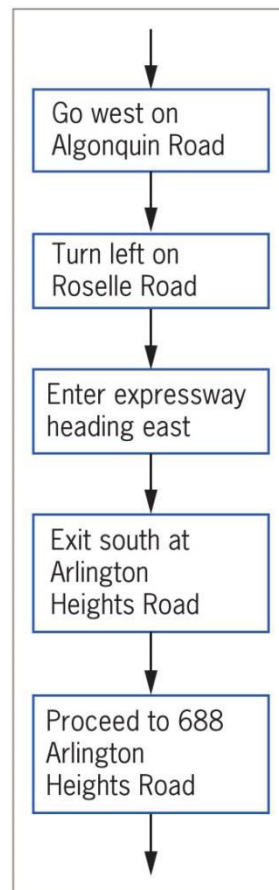 Go west on
Algonquin Road
Turn left on
Roselle Road
Enter expressway
heading east
Exit south at
Arlington
Heights Road
Proceed to 688
Arlington
Heights Road